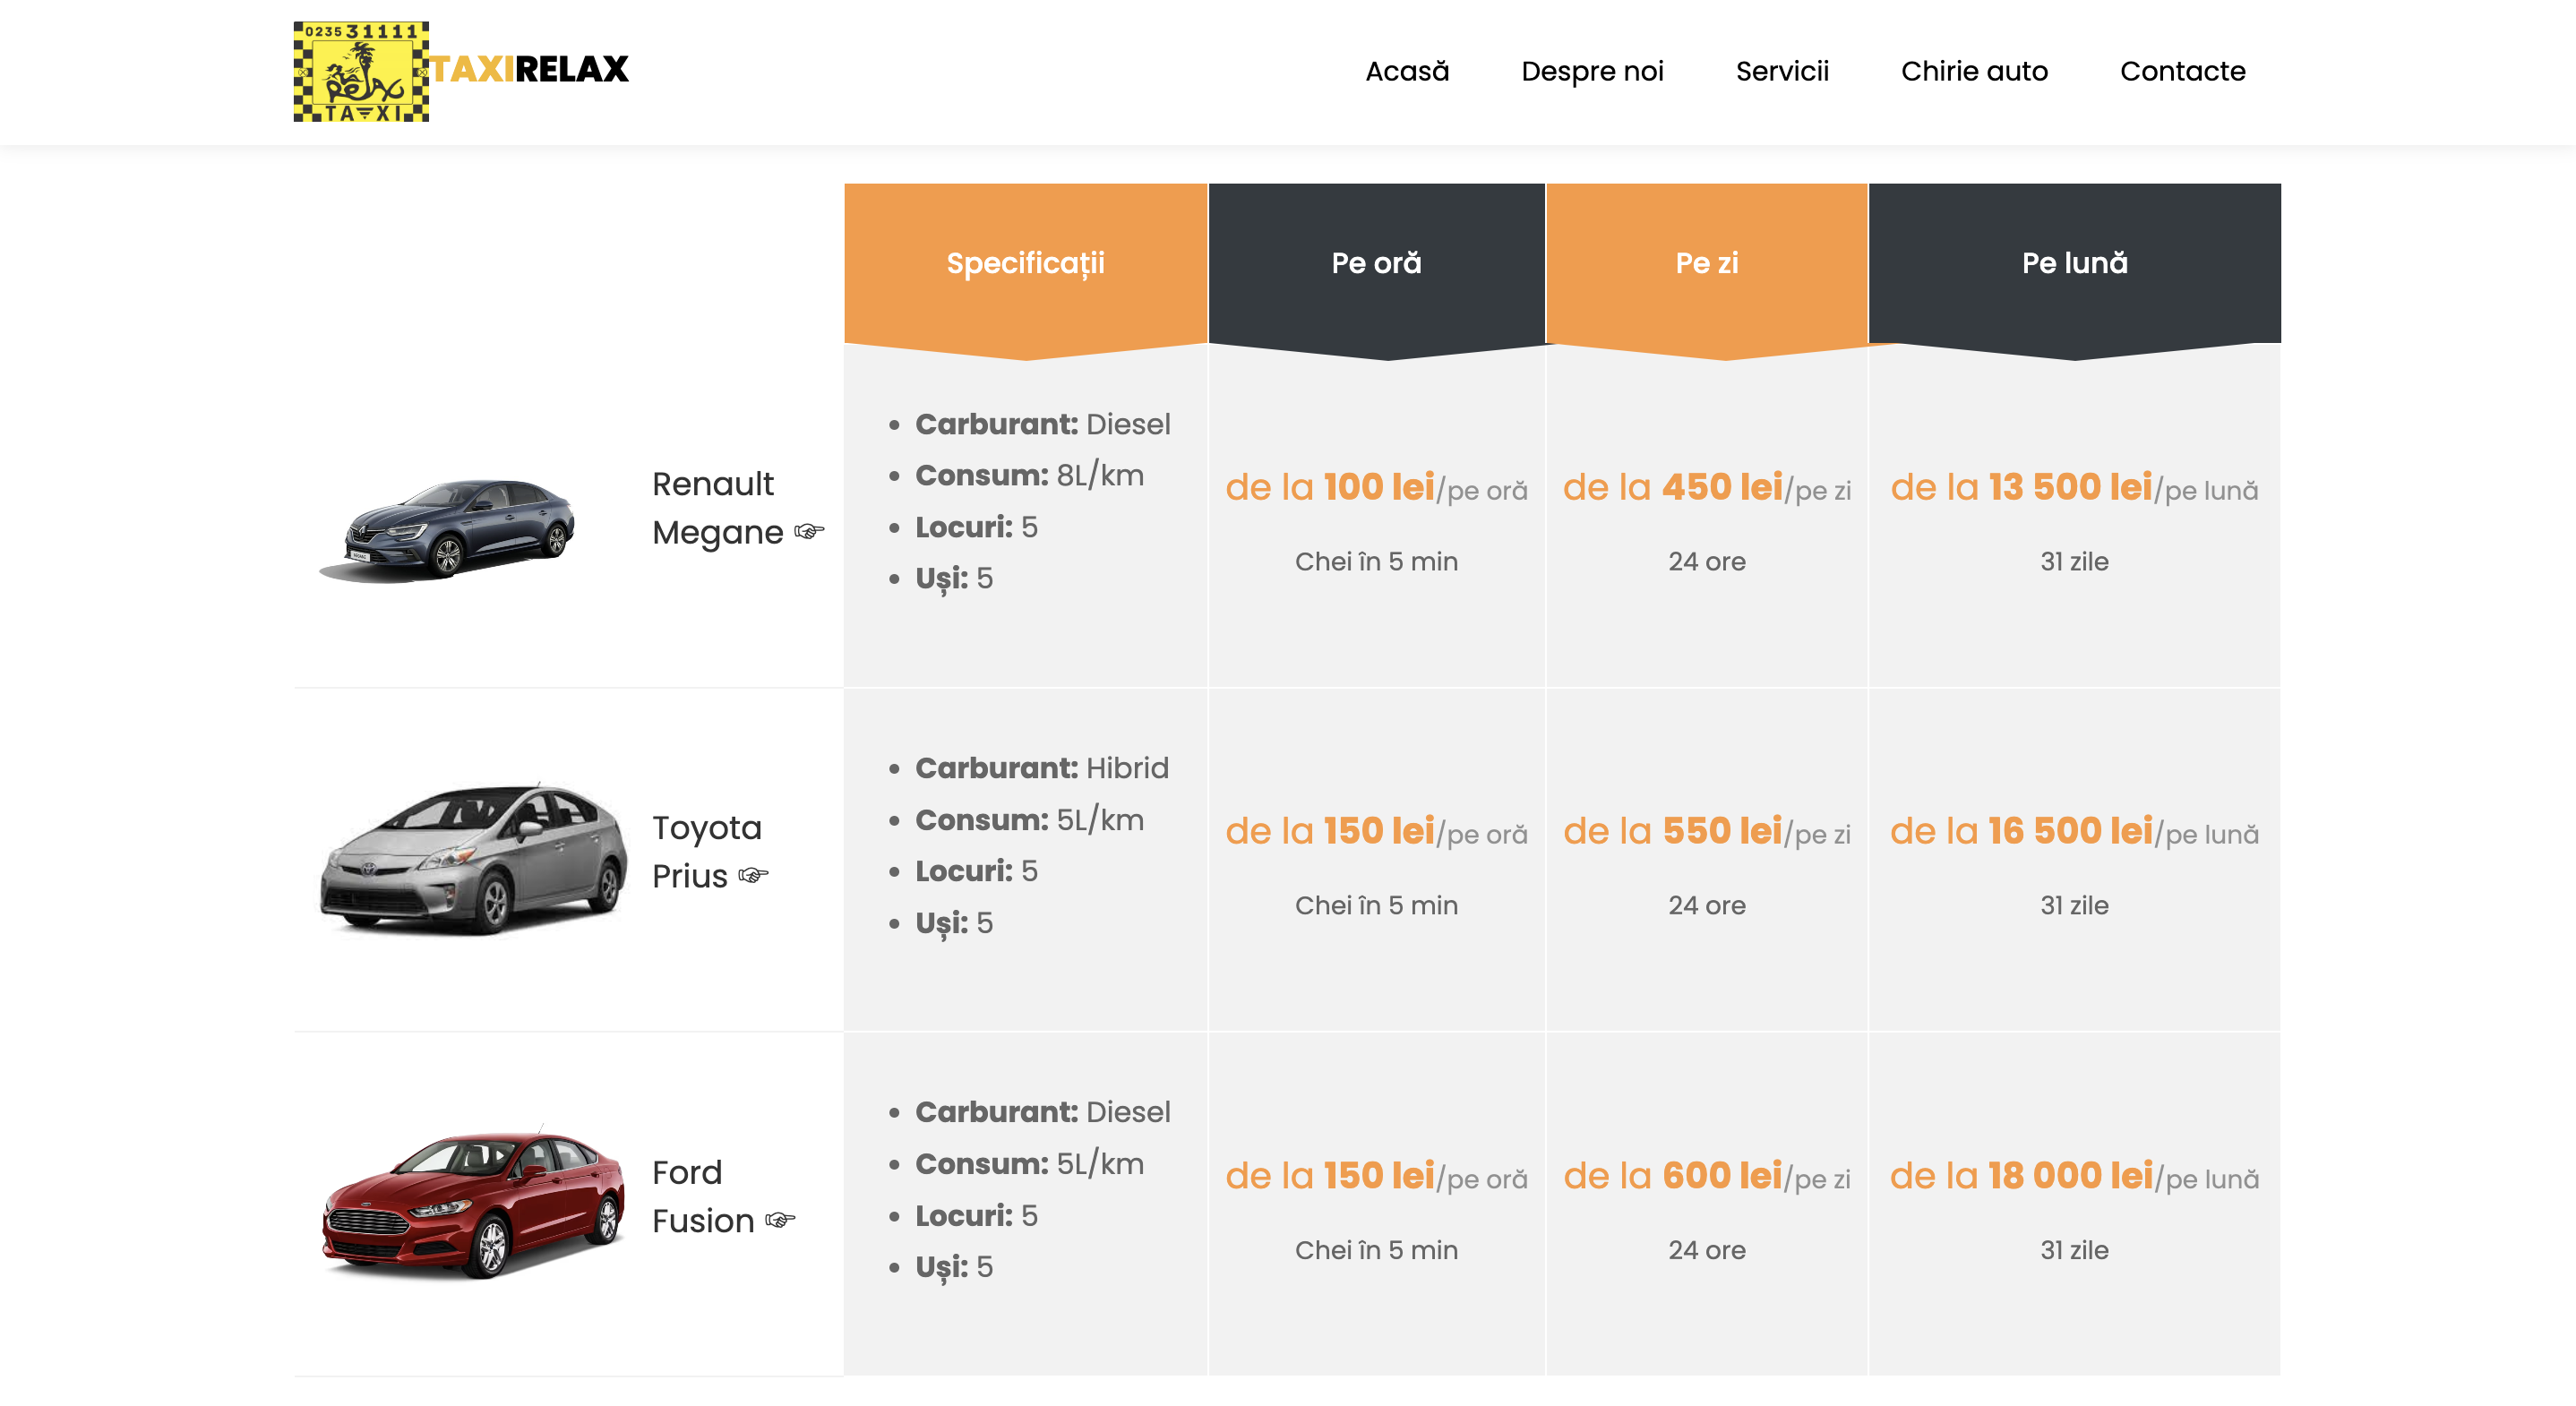 0235 31111
Relax
TAXI
TAXIRELAX
Acasă
Despre noi
Servicii
Chirie auto
Contacte
Specificații
Pe oră
Pe zi
Pe lună
Renault
Megane ☞
• Carburant: Diesel
• Consum: 8L/km
• Locuri: 5
• Uși: 5
de la 100 lei/pe oră
Chei în 5 min
de la 450 lei/pe zi
24 ore
de la 13 500 lei/pe lună
31 zile
Toyota
Prius ☞
• Carburant: Hibrid
• Consum: 5L/km
• Locuri: 5
• Uși: 5
de la 150 lei/pe oră
Chei în 5 min
de la 550 lei/pe zi
24 ore
de la 16 500 lei/pe lună
31 zile
Ford
Fusion ☞
• Carburant: Diesel
• Consum: 5L/km
• Locuri: 5
• Uși: 5
de la 150 lei/pe oră
Chei în 5 min
de la 600 lei/pe zi
24 ore
de la 18 000 lei/pe lună
31 zile